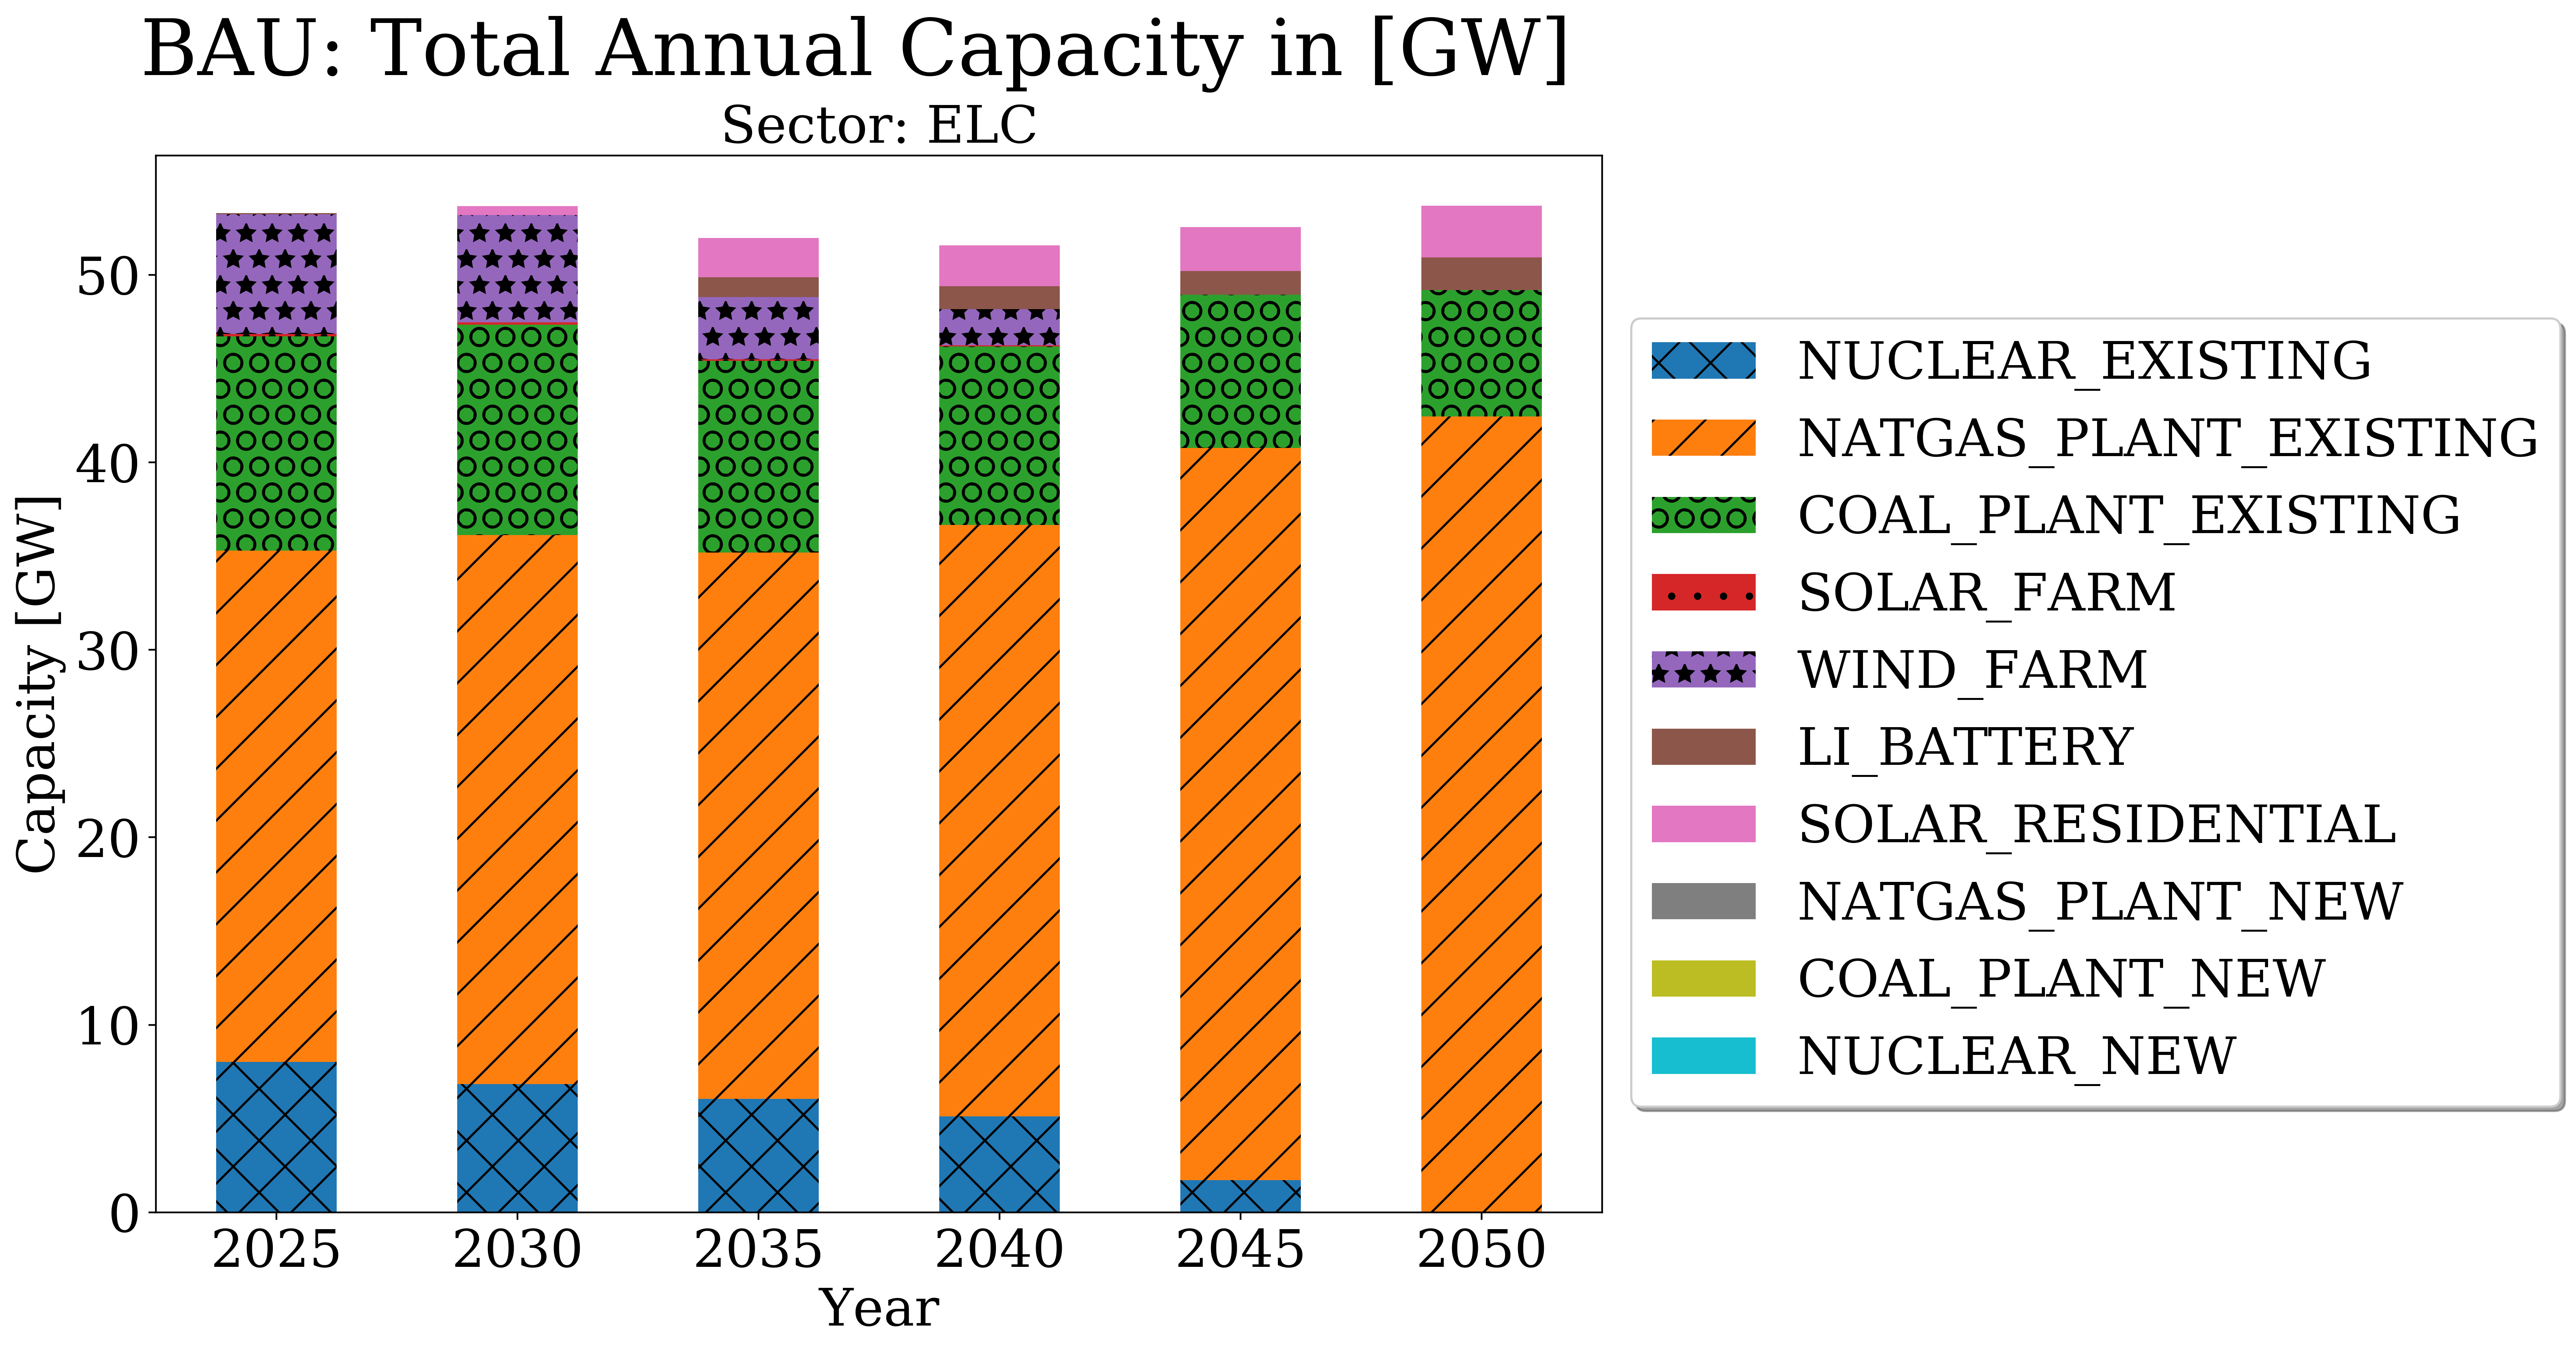 BAU: Total Annual Capacity in [GW]
Sector: ELC
Capacity [GW]
50
40
30
20
10
0
2025 2030 2035 2040 2045 2050
Year
NUCLEAR_EXISTING
NATGAS_PLANT_EXISTING
COAL_PLANT_EXISTING
SOLAR_FARM
WIND_FARM
LI_BATTERY
SOLAR_RESIDENTIAL
NATGAS_PLANT_NEW
COAL_PLANT_NEW
NUCLEAR_NEW